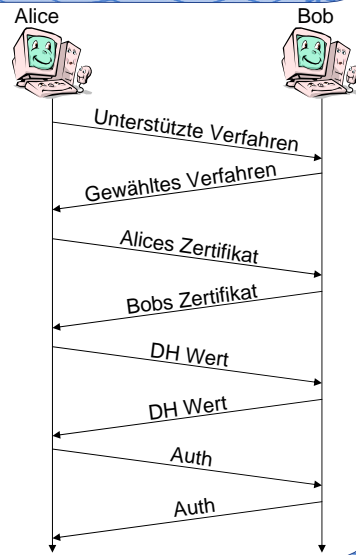 Alice
Bob
Unterstützte Verfahren
Gewähltes Verfahren
Alices Zertifikat
Bobs Zertifikat
DH Wert
DH Wert
Auth
Auth